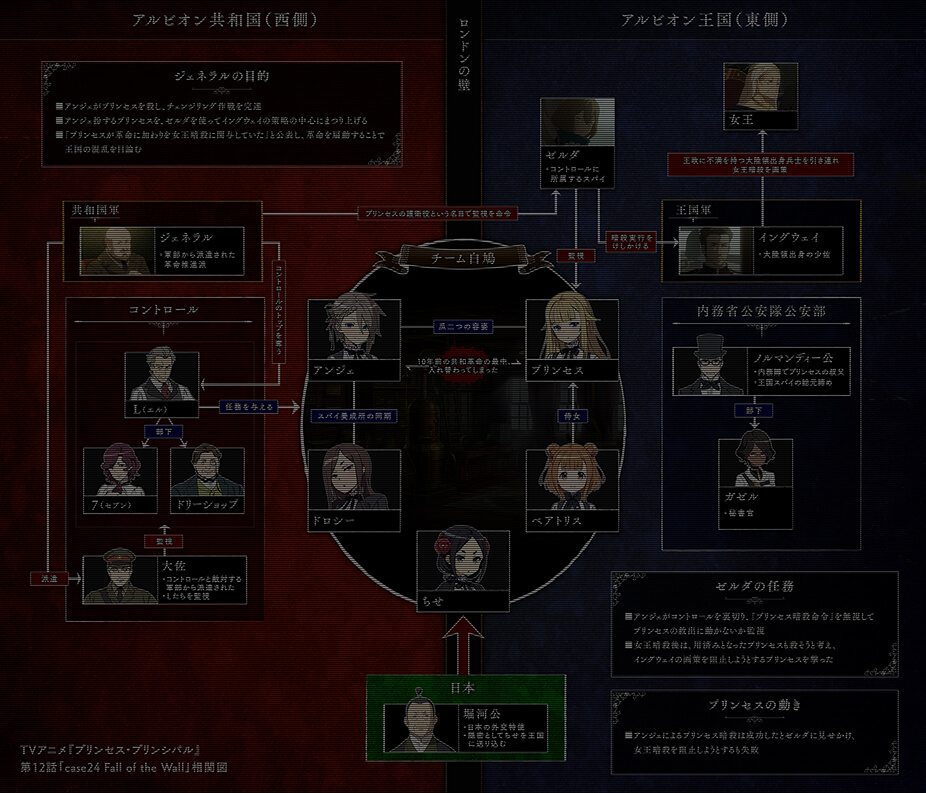 アルビオン共和国(西側)
ロンドンの壁
アルビオン王国(東側)
ジェネラルの目的
■アンジェがプリンセスを殺し、チェンジリング作戦を完遂
■アンジェ扮するプリンセスを、ゼルダを使ってイングウェイの策略の中心にまつり上げる
■「プリンセスが革命に加わりを女王暗殺に関与していた」と公表し、革命を扇動することで
王国の混乱を目論む
女王
ゼルダ
・コントロールに
所属するスパイ
王政に不満を持つ大陸領出身兵士を引き連れ
女王暗殺を画策
共和国軍
ジェネラル
・軍部から派遣された
革命推進派
プリンセスの護衛役という名目で監視を命令
コントロールのトップを奪う
監視
暗殺実行を
けしかける
王国軍
イングウェイ
・大陸領出身の少佐
チーム白鳩
コントロール
L(エル)
任務を与える
部下
7(セブン)
ドリーショップ
監視
派遣
大佐
・コントロールと敵対する
軍部から派遣された
・Lたちを監視
アンジェ
瓜二つの容姿
プリンセス
10年前の共和革命の最中、
入れ替わってしまった
スパイ養成所の同期
侍女
ドロシー
ベアトリス
ちせ
内務省公安隊公安部
ノルマンディー公
・内務卿でプリンセスの叔父
・王国スパイの総元締め
部下
ガゼル
・秘書官
日本
堀河公
・日本の外交特使
・隠密としてちせを王国
に送り込む
ゼルダの任務
■アンジェがコントロールを裏切り、「プリンセス暗殺命令」を無視して
プリンセスの救出に動かないか監視
■女王暗殺後は、用済みとなったプリンセスも殺そうと考え、
イングウェイの画策を阻止しようとするプリンセスを撃った
プリンセスの動き
■アンジェによるプリンセス暗殺は成功したとゼルダに見せかけ、
女王暗殺を阻止しようとするも失敗
TVアニメ『プリンセス・プリンシパル』
第12話「case24 Fall of the Wall」相関図